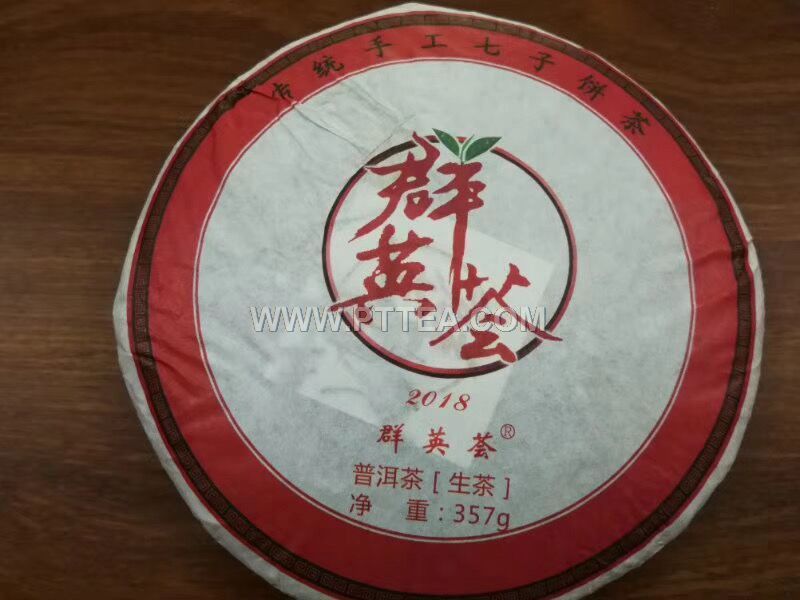 传统手工七子饼茶
群英荟
WWW.PTTEA.COM
2018
群英荟®
普洱茶[生茶]
净 重:357g